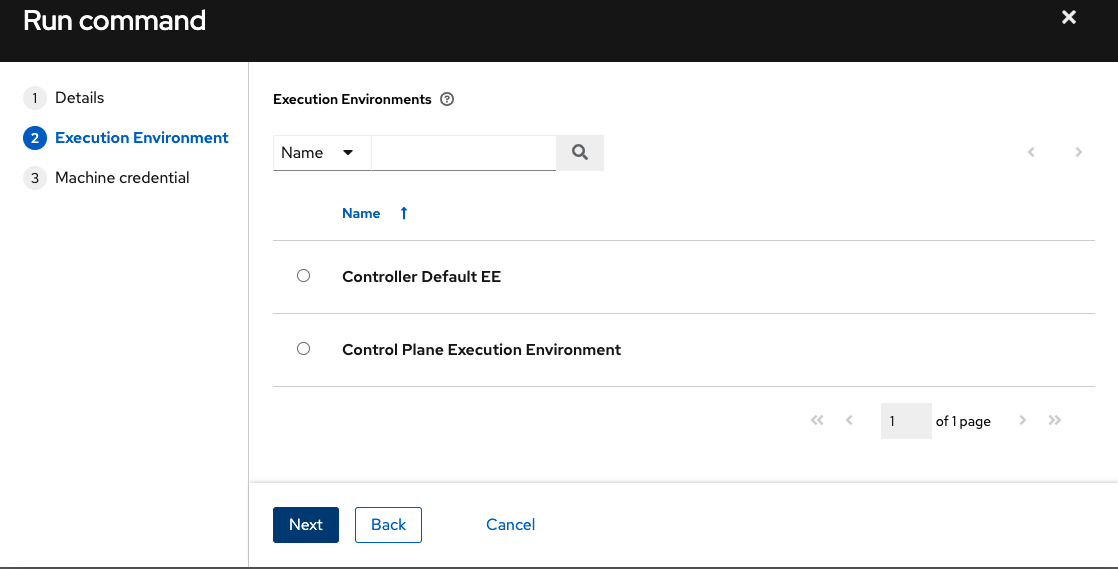 Run command
1 Details
2 Execution Environment
3 Machine credential
Execution Environments
Name
Name
Controller Default EE
Control Plane Execution Environment
1 of 1 page
Next Back Cancel